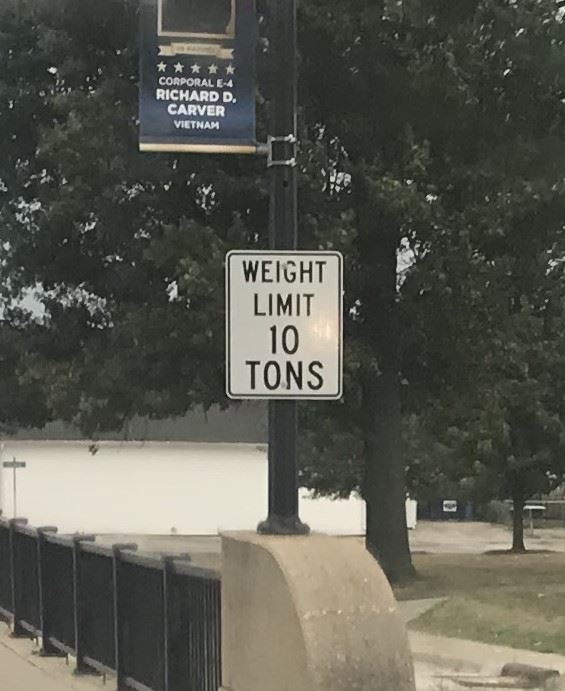 CORPORAL E-4
RICHARD D.
CARVER
VIETNAM
WEIGHT
LIMIT
10
TONS